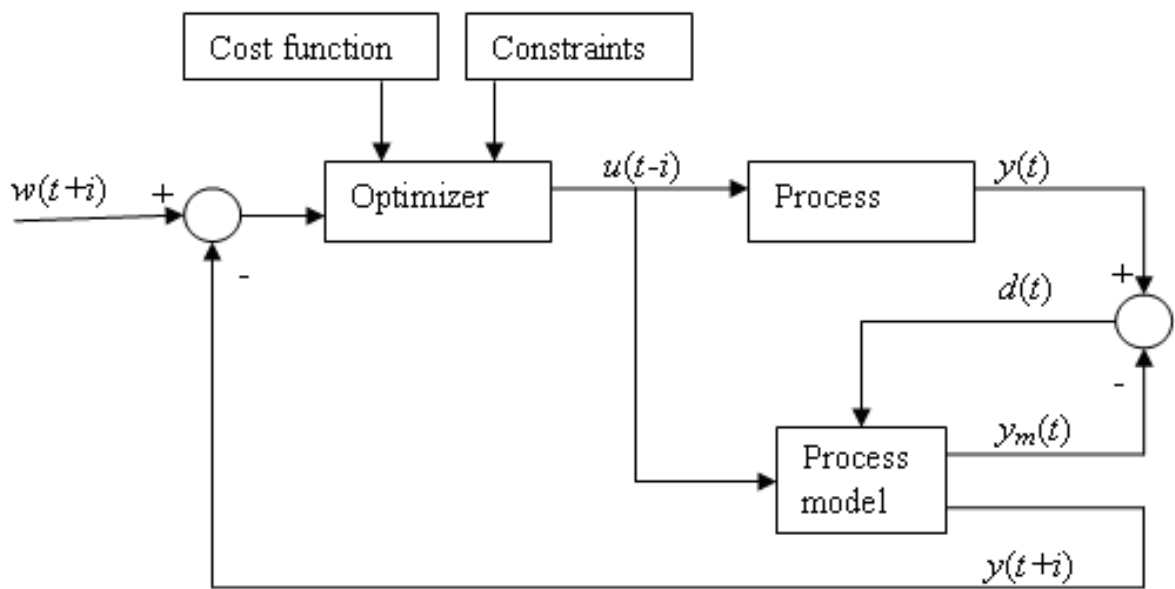 Cost function
Constraints
w(t+i)
+
-
Optimizer
u(t-i)
Process
y(t)
+
d(t)
-
Process
model
yₘ(t)
y(t+i)